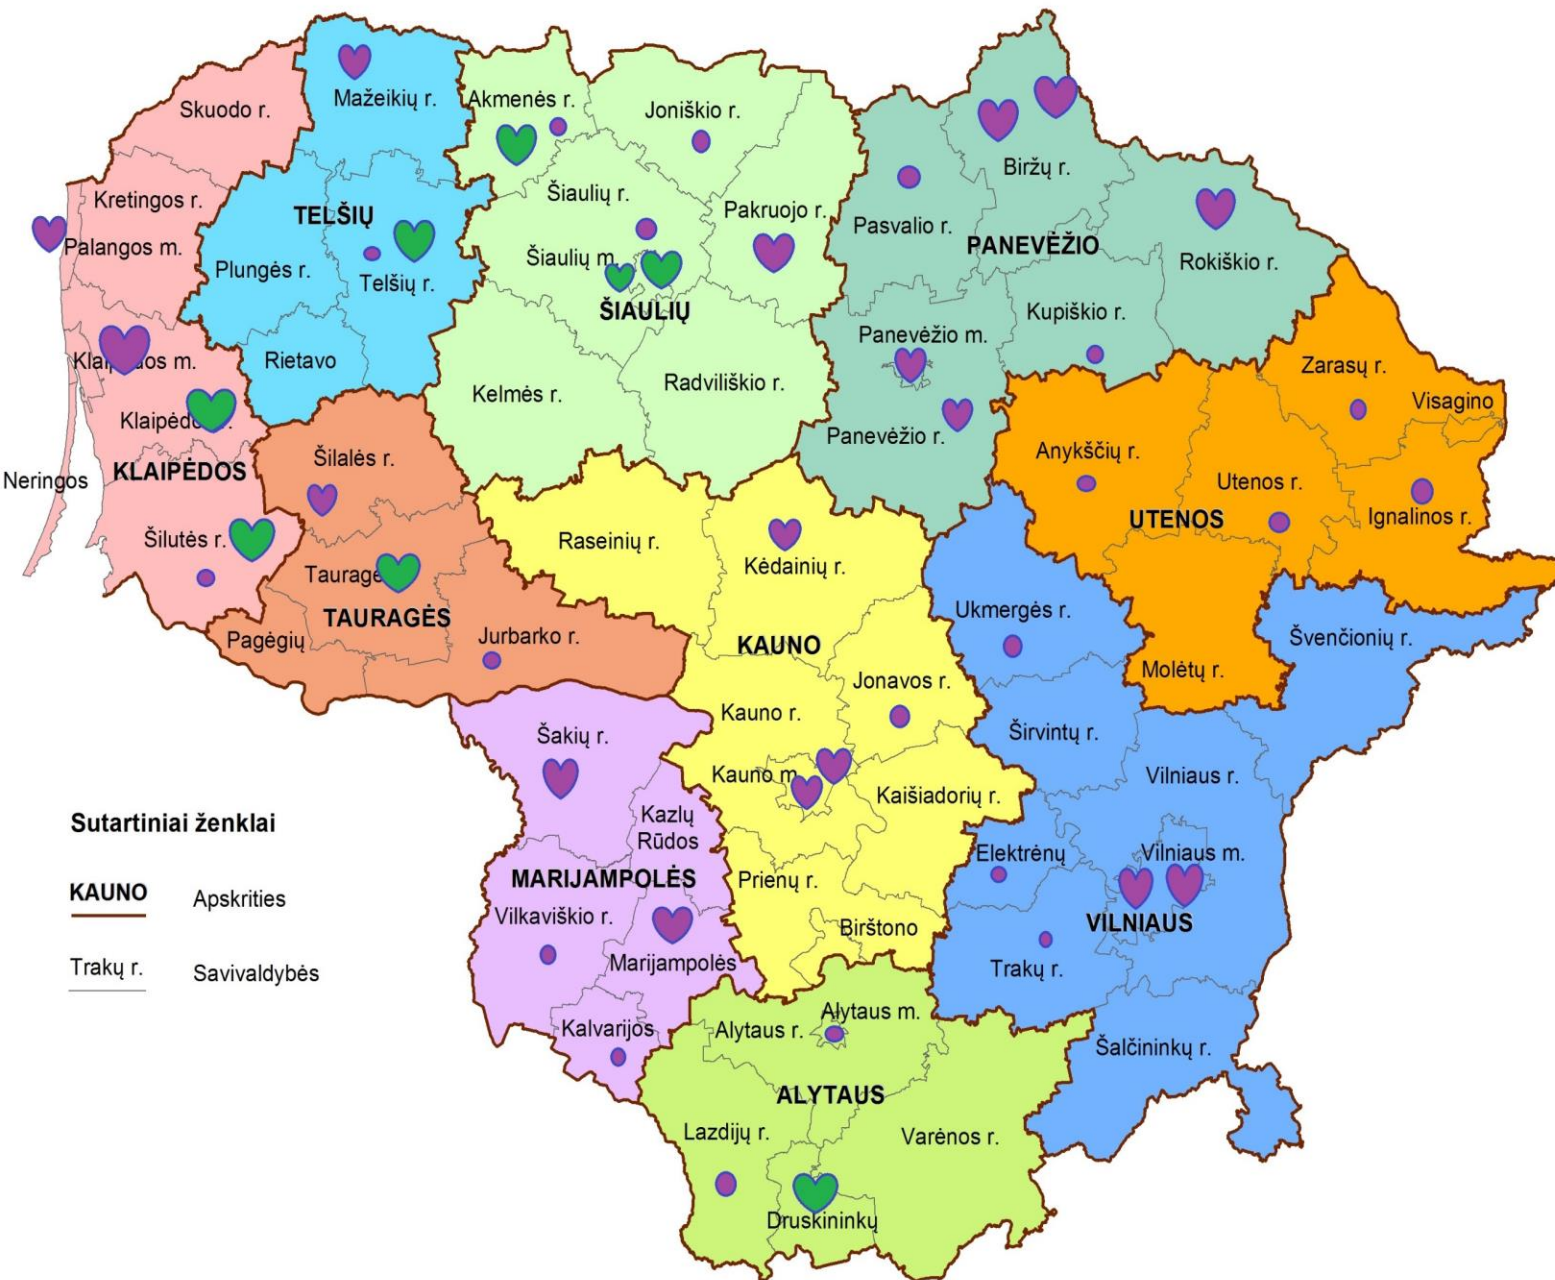 Skuodo r.
Mažeikių r.
Akmenės r.
Joniškio r.
Kretingos r.
Palangos m.
TELŠIŲ
Plungės r.
Telšių r.
Rietavo
Šiaulių r.
Šiaulių m.
ŠIAULIŲ
Pakruojo r.
Kelmės r.
Radviliškio r.
Pasvalio r.
Biržų r.
PANEVĖŽIO
Rokiškio r.
Kupiškio r.
Panevėžio m.
Panevėžio r.
Klaipėdos m.
Klaipėdos r.
KLAIPĖDOS
Neringos
Šilutės r.
Šilalės r.
Tauragė
TAURAGĖS
Pagėgių
Jurbarko r.
Raseinių r.
Kėdainių r.
KAUNO
Jonavos r.
Kauno r.
Kauno m.
Kaišiadorių r.
Prienų r.
Birštono
Zarasų r.
Visagino
Anykščių r.
Utenos r.
UTENOS
Ignalinos r.
Molėtų r.
Ukmergės r.
Švenčionių r.
Širvintų r.
Vilniaus r.
Elektrėnų
Vilniaus m.
VILNIAUS
Trakų r.
Šalčininkų r.
Šakių r.
Kazlų
Rūdos
MARIJAMPOLĖS
Vilkaviškio r.
Marijampolės
Kalvarijos
Alytaus r.
Alytaus m.
ALYTAUS
Lazdijų r.
Varėnos r.
Druskininkų
Sutartiniai ženklai
KAUNO Apskrities
Trakų r. Savivaldybės